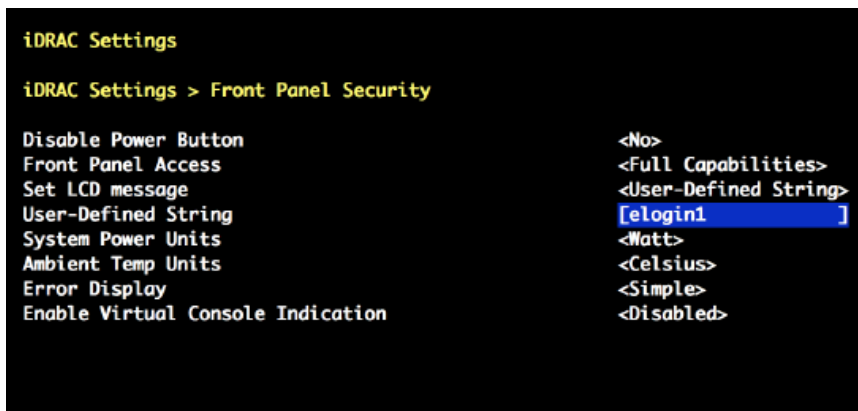 iDRAC Settings
iDRAC Settings > Front Panel Security
Disable Power Button <No>
Front Panel Access <Full Capabilities>
Set LCD message <User-Defined String>
User-Defined String [elogin1 ]
System Power Units <Watt>
Ambient Temp Units <Celsius>
Error Display <Simple>
Enable Virtual Console Indication <Disabled>